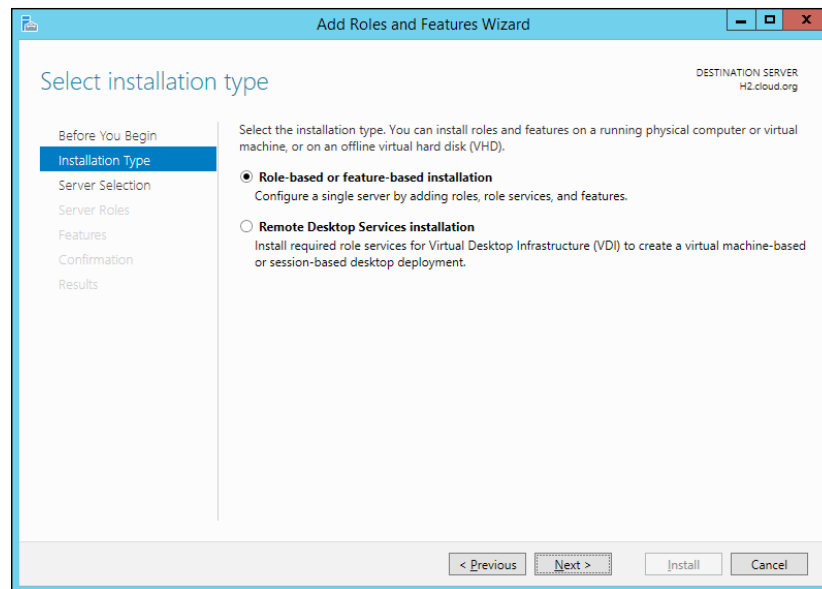 Add Roles and Features Wizard
Select installation type
DESTINATION SERVER
H2.cloud.org
Before You Begin
Installation Type
Server Selection
Server Roles
Features
Confirmation
Results
Select the installation type. You can install roles and features on a running physical computer or virtual
machine, or on an offline virtual hard disk (VHD).
Role-based or feature-based installation
Configure a single server by adding roles, role services, and features.
Remote Desktop Services installation
Install required role services for Virtual Desktop Infrastructure (VDI) to create a virtual machine-based
or session-based desktop deployment.
< Previous
Next >
Install
Cancel